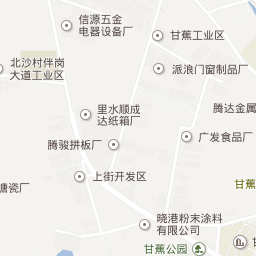 信源五金
电器设备厂
甘蕉工业区
北沙村伴岗
大道工业区
派浪门窗制品厂
里水顺成
达纸箱厂
腾达金属
腾骏拼板厂
广发食品厂
上街开发区
搪瓷厂
甘蕉
晓港粉末涂料
有限公司
甘蕉公园